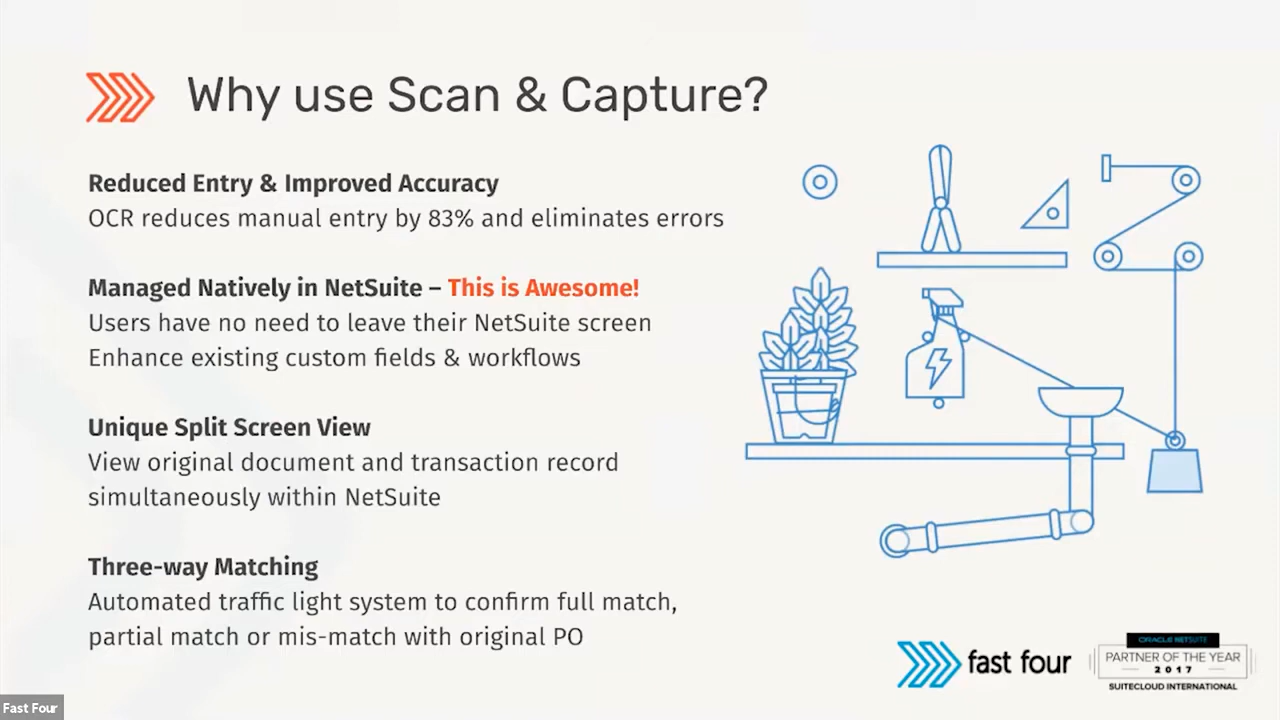 Why use Scan & Capture?
Reduced Entry & Improved Accuracy
OCR reduces manual entry by 83% and eliminates errors
Managed Natively in NetSuite – This is Awesome!
Users have no need to leave their NetSuite screen
Enhance existing custom fields & workflows
Unique Split Screen View
View original document and transaction record
simultaneously within NetSuite
Three-way Matching
Automated traffic light system to confirm full match,
partial match or mis-match with original PO
fast four
ORACLE NETSUITE
PARTNER OF THE YEAR
2017
SUITECLOUD INTERNATIONAL
Fast Four